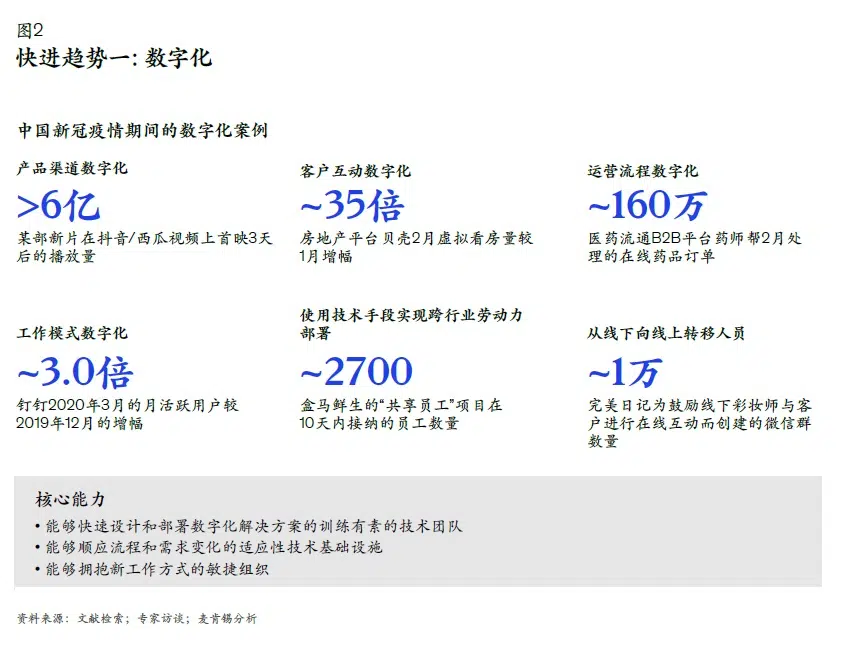 图2
快进趋势一: 数字化
中国新冠疫情期间的数字化案例
产品渠道数字化
>6亿
某部新片在抖音/西瓜视频上首映3天
后的播放量
客户互动数字化
~35倍
房地产平台贝壳2月虚拟看房量较
1月增幅
运营流程数字化
~160万
医药流通B2B平台药师帮2月处
理的在线药品订单
工作模式数字化
~3.0倍
钉钉2020年3月的月活跃用户较
2019年12月的增幅
使用技术手段实现跨行业劳动力
部署
~2700
盒马鲜生的“共享员工”项目在
10天内接纳的员工数量
从线下向线上转移人员
~1万
完美日记为鼓励线下彩妆师与客
户进行在线互动而创建的微信群
数量
核心能力
• 能够快速设计和部署数字化解决方案的训练有素的技术团队
• 能够顺应流程和需求变化的适应性技术基础设施
• 能够拥抱新工作方式的敏捷组织
资料来源：文献检索；专家访谈；麦肯锡分析